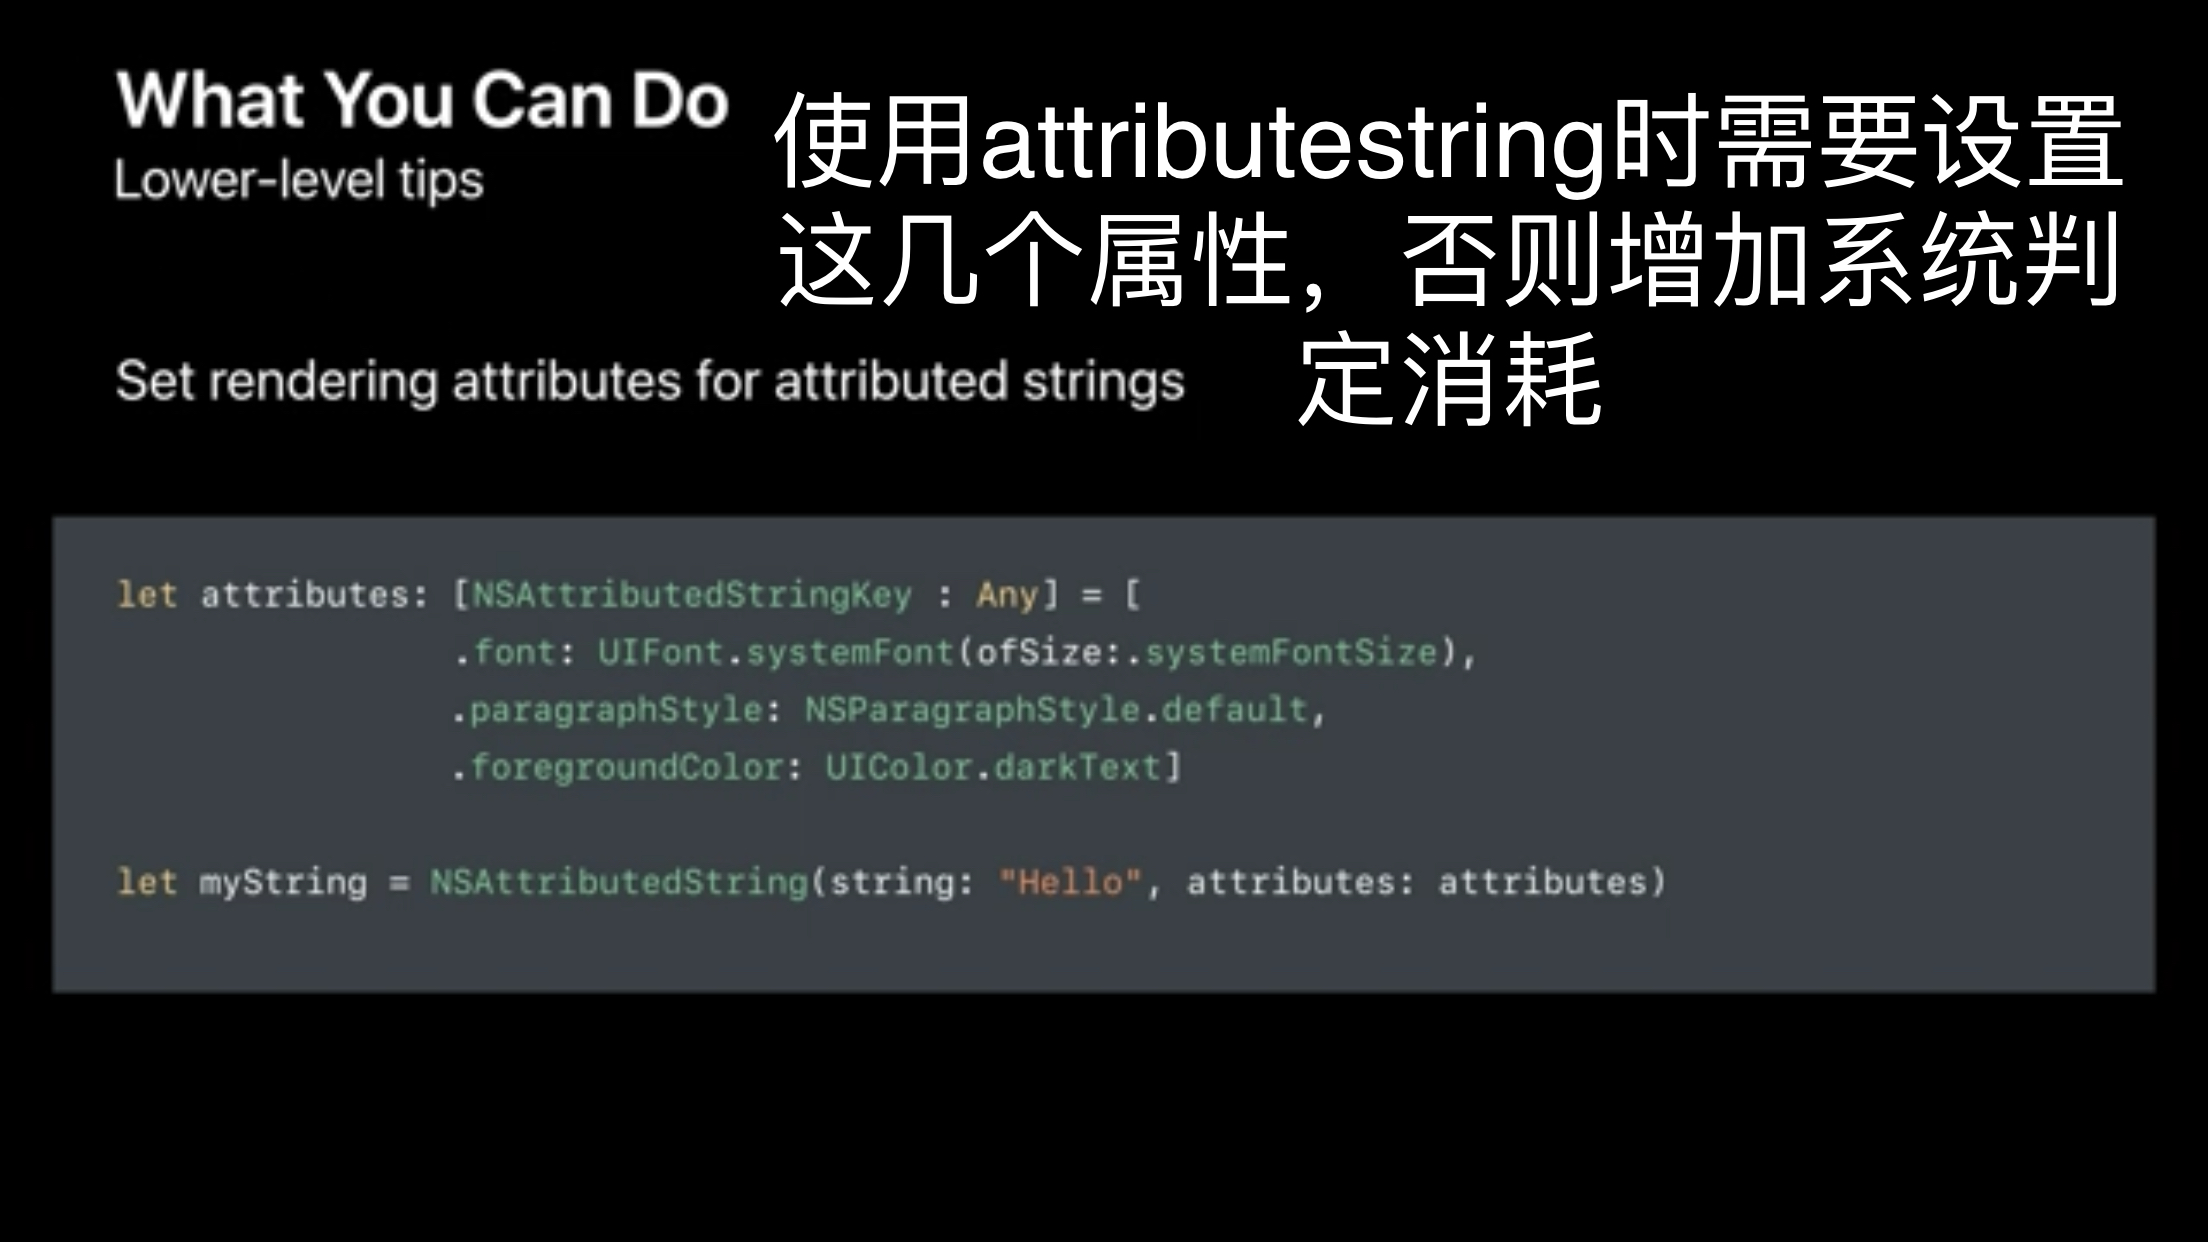 What You Can Do
Lower-level tips
使用attributestring时需要设置
这几个属性，否则增加系统判
定消耗
Set rendering attributes for attributed strings
let attributes: [NSAttributedStringKey : Any] = [
.font: UIFont.systemFont(ofSize:.systemFontSize),
.paragraphStyle: NSParagraphStyle.default,
.foregroundColor: UIColor.darkText]
let myString = NSAttributedString(string: "Hello", attributes: attributes)